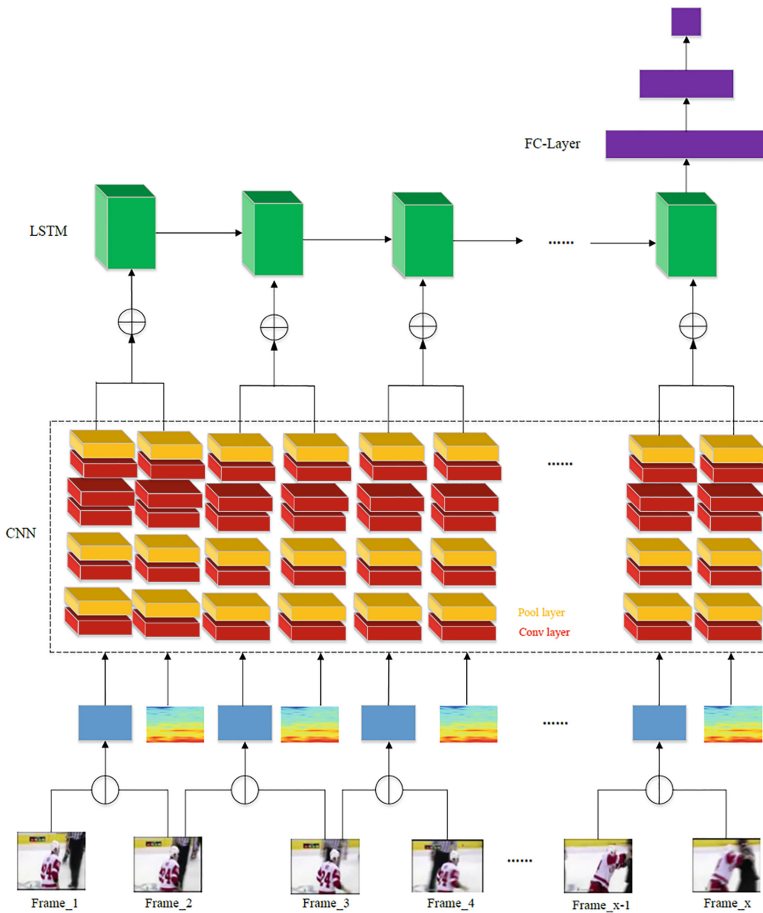 FC-Layer
LSTM
......
......
CNN
Pool layer
Conv layer
......
......
Frame_1 Frame_2 Frame_3 Frame_4 Frame_x-1 Frame_x